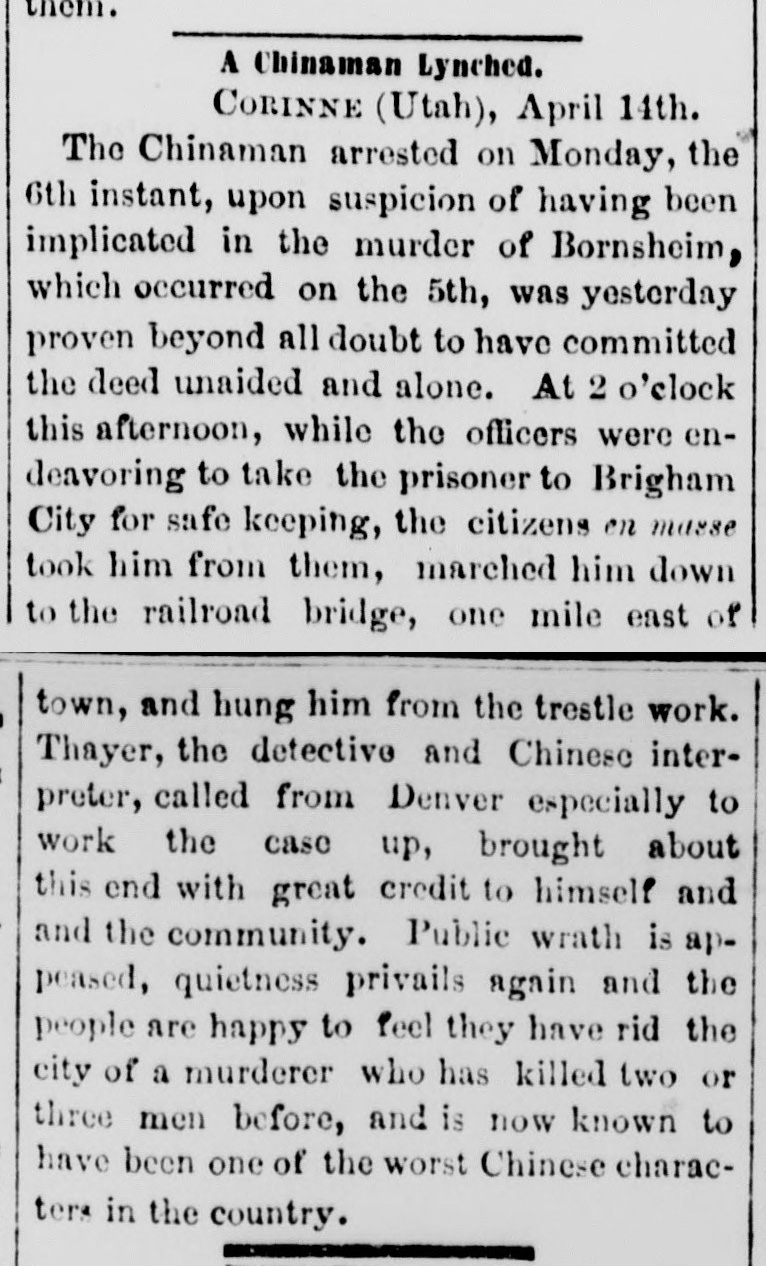 them.
A Chinaman Lynched.
CORINNE (Utah), April 14th.
The Chinaman arrested on Monday, the
6th instant, upon suspicion of having been
implicated in the murder of Bornsheim,
which occurred on the 5th, was yesterday
proven beyond all doubt to have committed
the deed unaided and alone. At 2 o'clock
this afternoon, while the officers were en-
deavoring to take the prisoner to Brigham
City for safe keeping, the citizens en masse
took him from them, marched him down
to the railroad bridge, one mile east of
town, and hung him from the trestle work.
Thayer, the detective and Chinese inter-
preter, called from Denver especially to
work the case up, brought about
this end with great credit to himself and
and the community. Public wrath is ap-
peased, quietness privails again and the
people are happy to feel they have rid the
city of a murderer who has killed two or
three men before, and is now known to
have been one of the worst Chinese charac-
ters in the country.